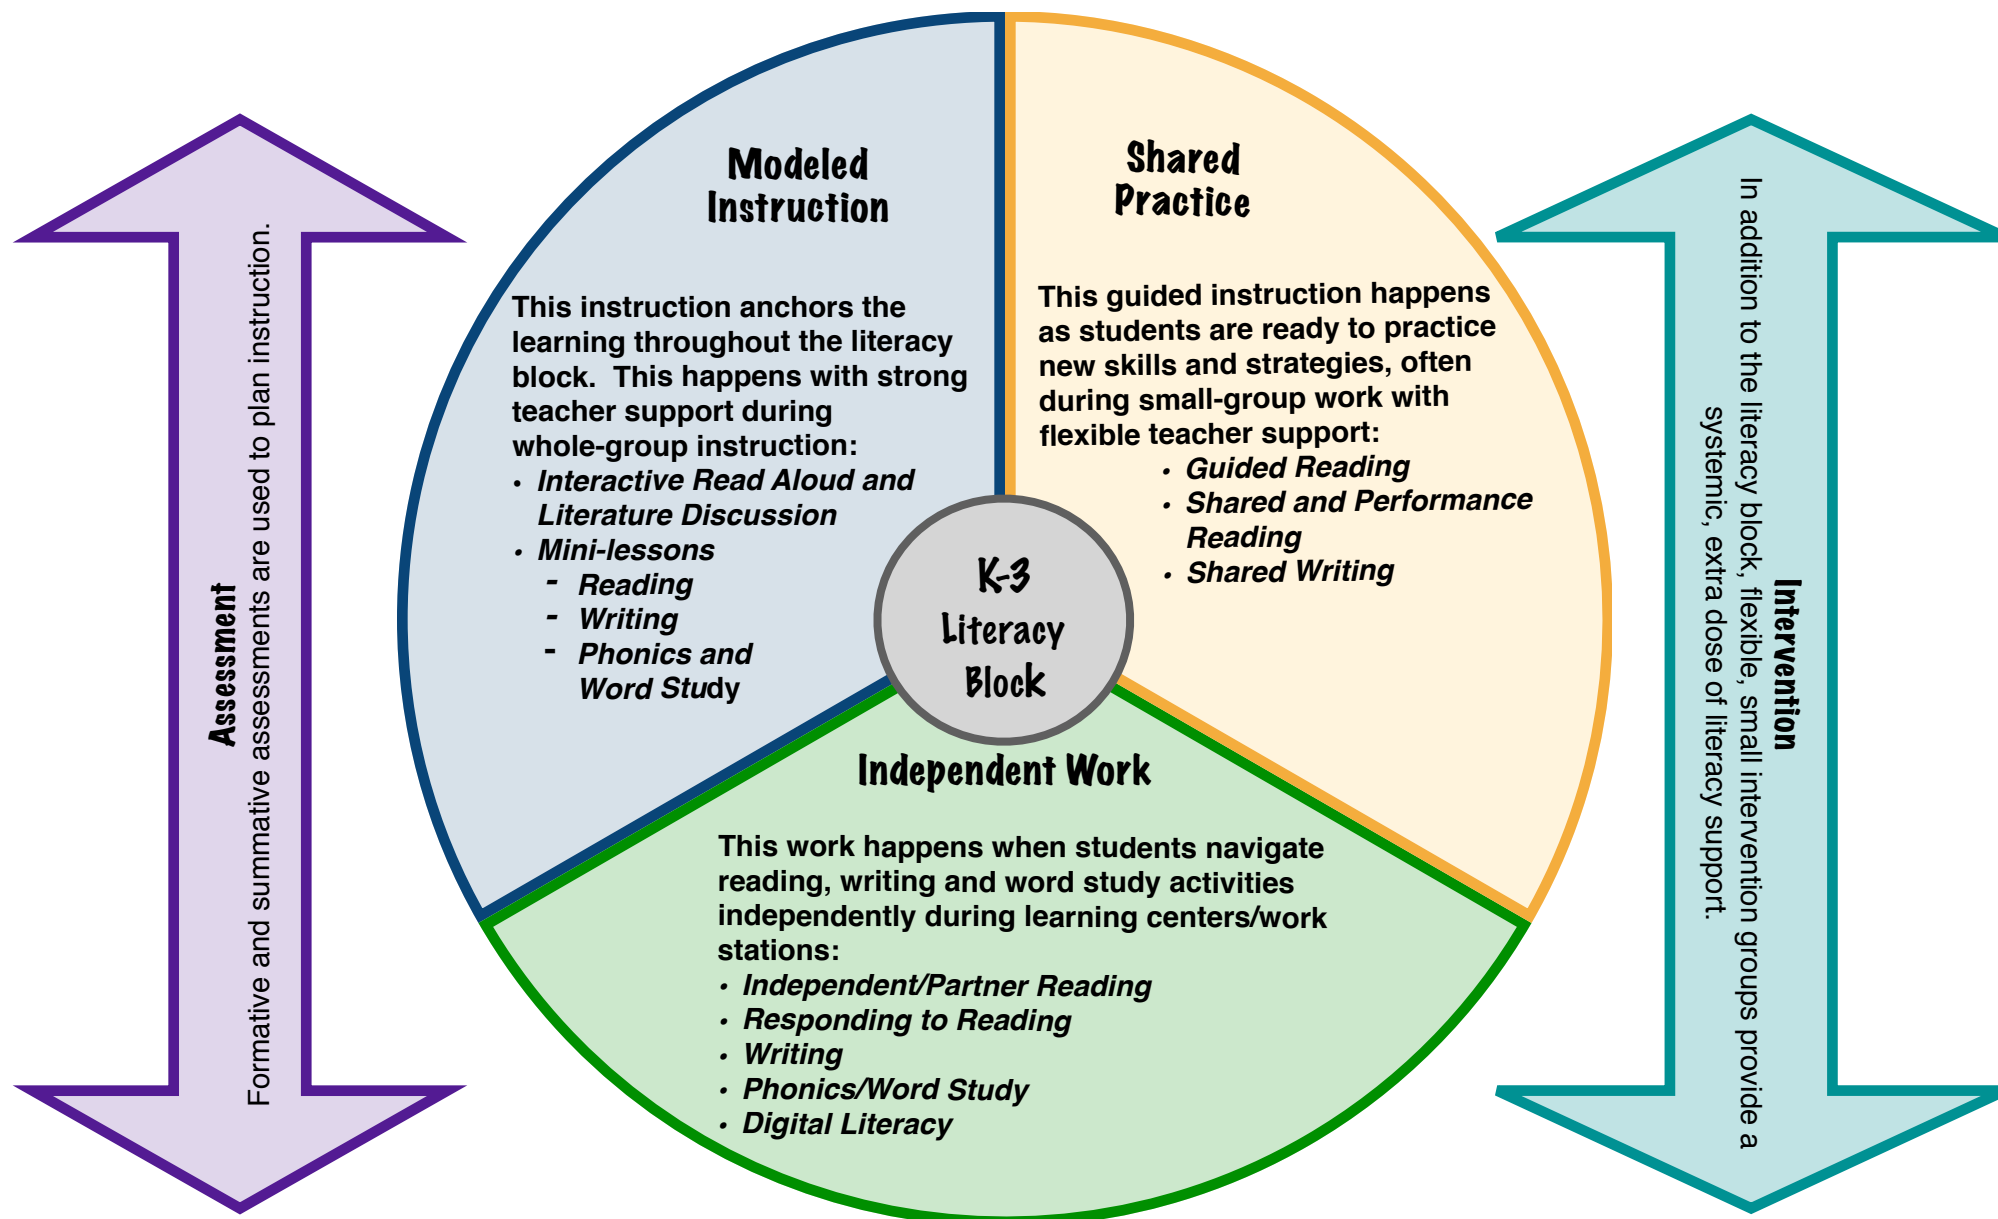 Assessment
Formative and summative assessments are used to plan instruction.
Modeled
Instruction
This instruction anchors the
learning throughout the literacy
block.  This happens with strong
teacher support during
whole-group instruction:
• Interactive Read Aloud and
Literature Discussion
• Mini-lessons
- Reading
- Writing
- Phonics and
Word Study
Shared
Practice
This guided instruction happens
as students are ready to practice
new skills and strategies, often
during small-group work with
flexible teacher support:
• Guided Reading
• Shared and Performance
Reading
• Shared Writing
K-3
Literacy
Block
Independent Work
This work happens when students navigate
reading, writing and word study activities
independently during learning centers/work
stations:
• Independent/Partner Reading
• Responding to Reading
• Writing
• Phonics/Word Study
• Digital Literacy
Intervention
In addition to the literacy block, flexible, small intervention groups provide a
systemic, extra dose of literacy support.